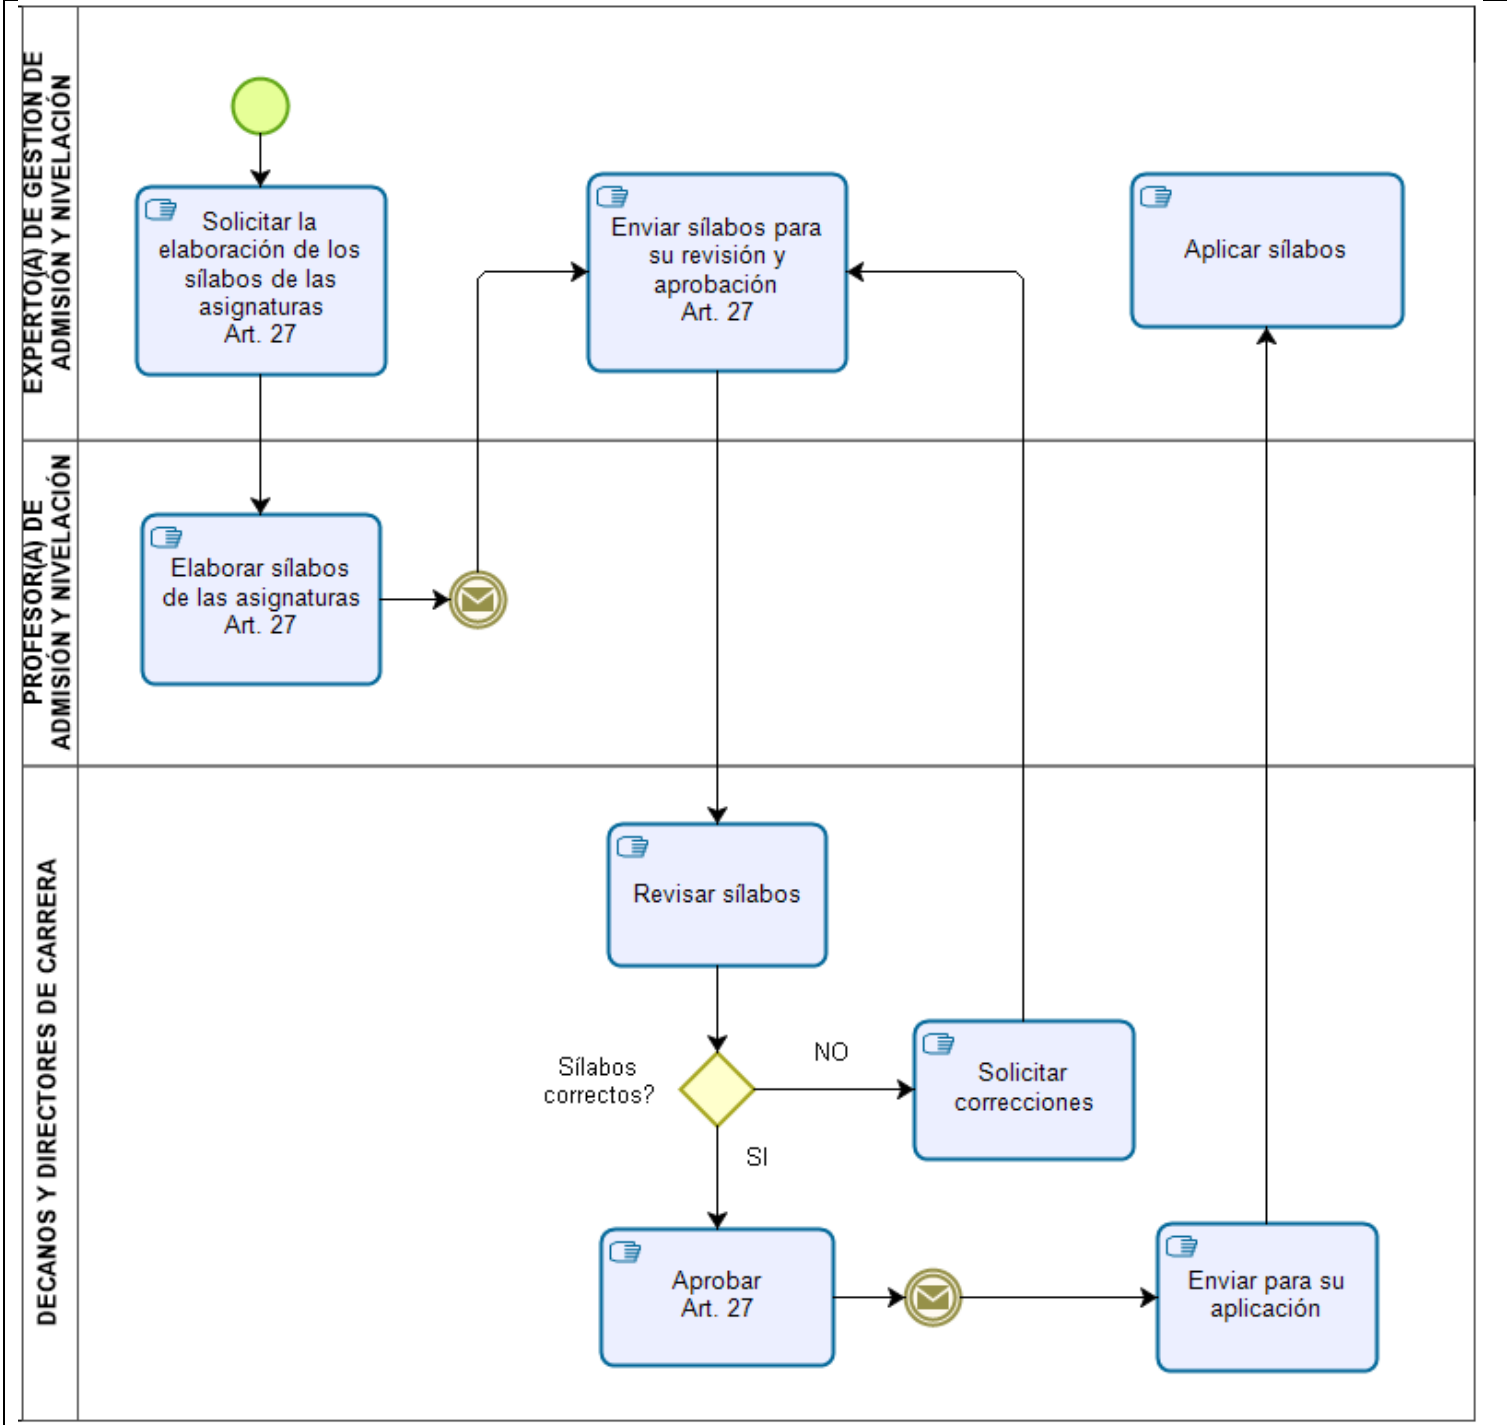 EXPERTO(A) DE GESTIÓN DE
ADMISIÓN Y NIVELACIÓN
Solicitar la
elaboración de los
sílabos de las
asignaturas
Art. 27
Enviar sílabos para
su revisión y
aprobación
Art. 27
Aplicar sílabos
PROFESOR(A) DE
ADMISIÓN Y NIVELACIÓN
Elaborar sílabos
de las asignaturas
Art. 27
DECANOS Y DIRECTORES DE CARRERA
Revisar sílabos
Sílabos
correctos?
NO
Solicitar
correcciones
SI
Aprobar
Art. 27
Enviar para su
aplicación